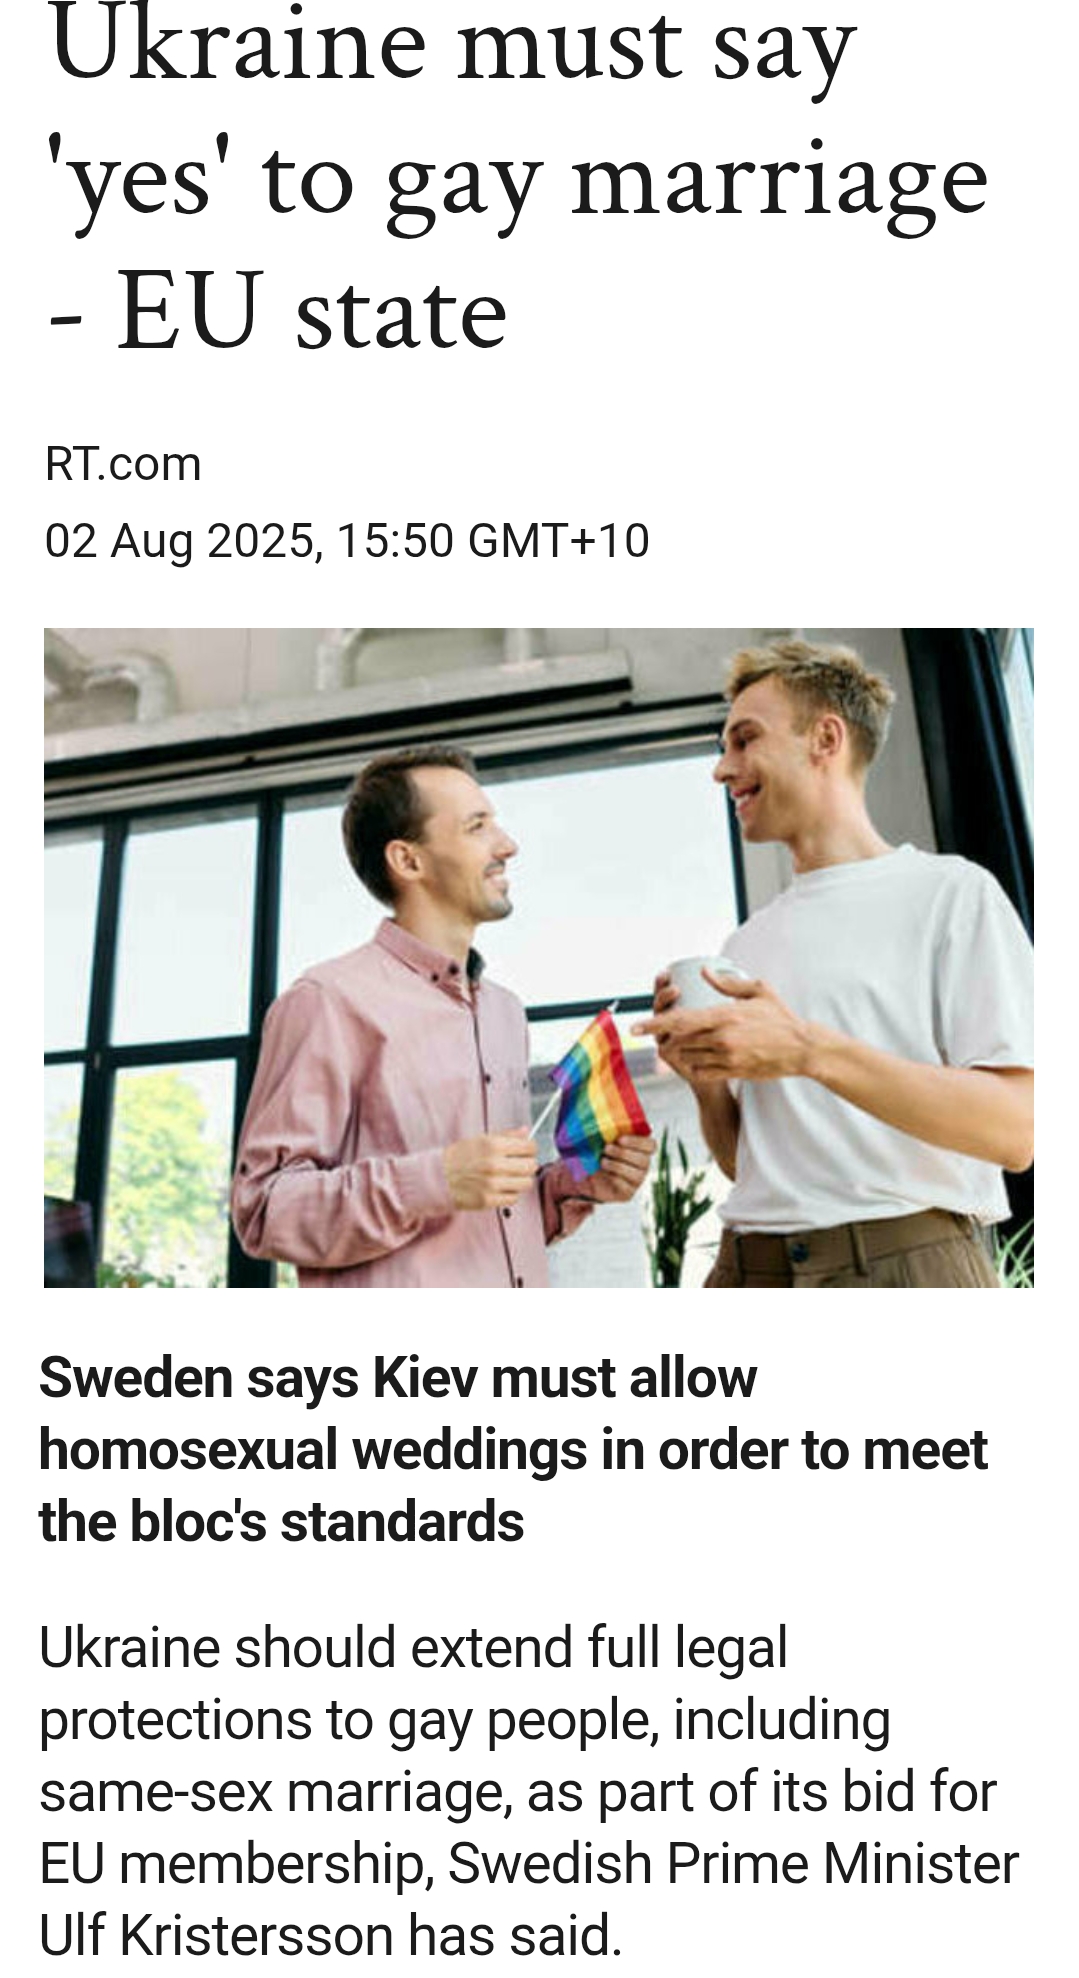 Ukraine must say
'yes' to gay marriage
- EU state
RT.com
02 Aug 2025, 15:50 GMT+10
Sweden says Kiev must allow
homosexual weddings in order to meet
the bloc's standards
Ukraine should extend full legal
protections to gay people, including
same-sex marriage, as part of its bid for
EU membership, Swedish Prime Minister
Ulf Kristersson has said.